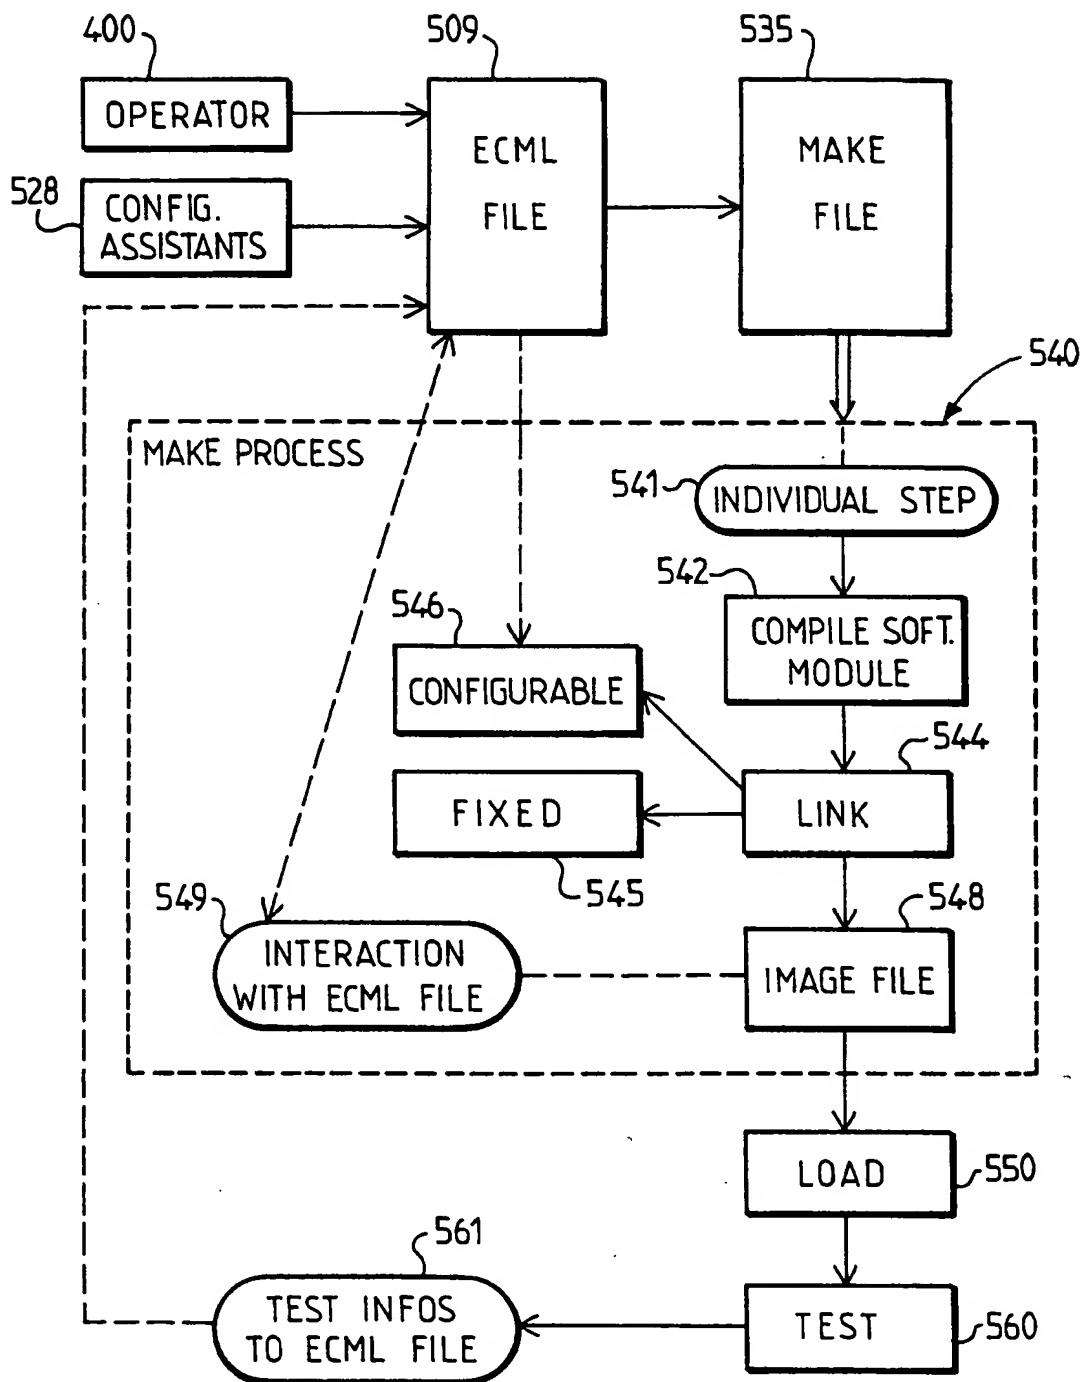 400
509
535
OPERATOR
ECML
FILE
MAKE
FILE
528
CONFIG.
ASSISTANTS
540
MAKE PROCESS
541
INDIVIDUAL STEP
542
COMPILE SOFT.
MODULE
546
CONFIGURABLE
544
LINK
FIXED
545
549
INTERACTION
WITH ECML FILE
548
IMAGE FILE
LOAD
550
561
TEST INFOS
TO ECML FILE
TEST
560